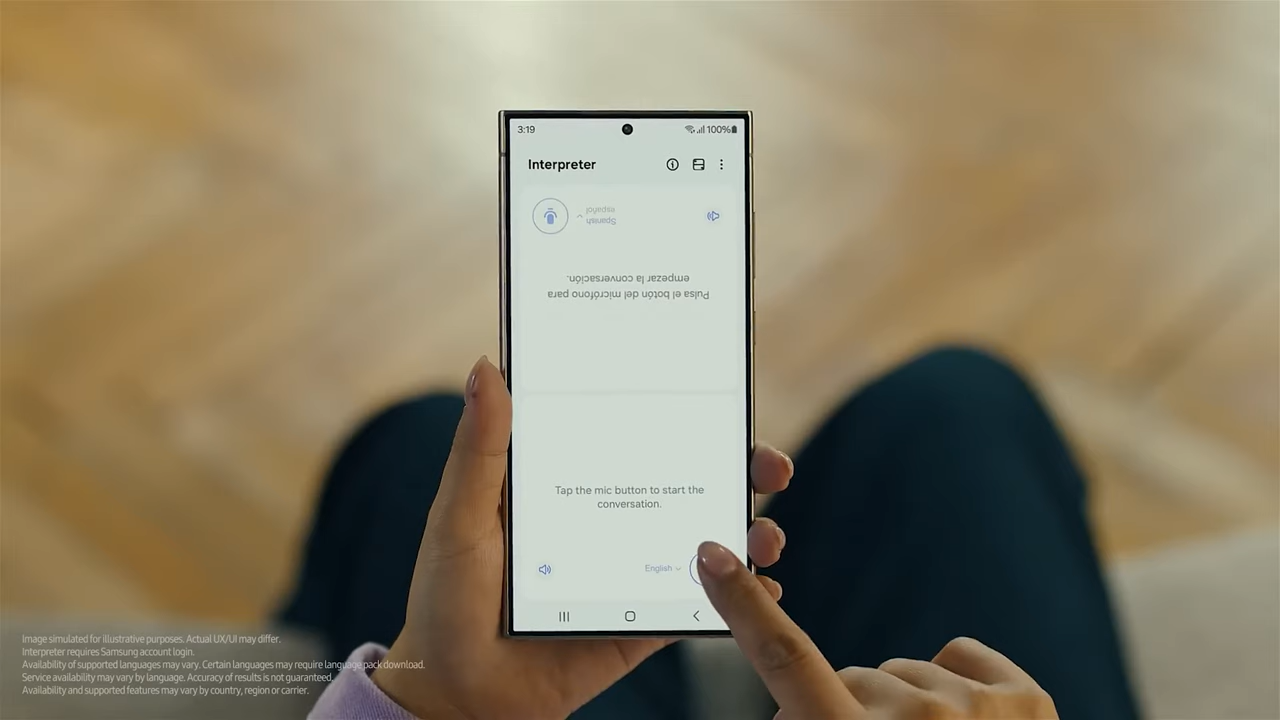 3:19
100%
Interpreter
Spanish
español
Pulsa el botón del micrófono para
empezar la conversación.
Tap the mic button to start the
conversation.
English
Image simulated for illustrative purposes. Actual UX/UI may differ.
Interpreter requires Samsung account login.
Availability of supported languages may vary. Certain languages may require language pack download.
Service availability may vary by language. Accuracy of results is not guaranteed.
Availability and supported features may vary by country, region or carrier.